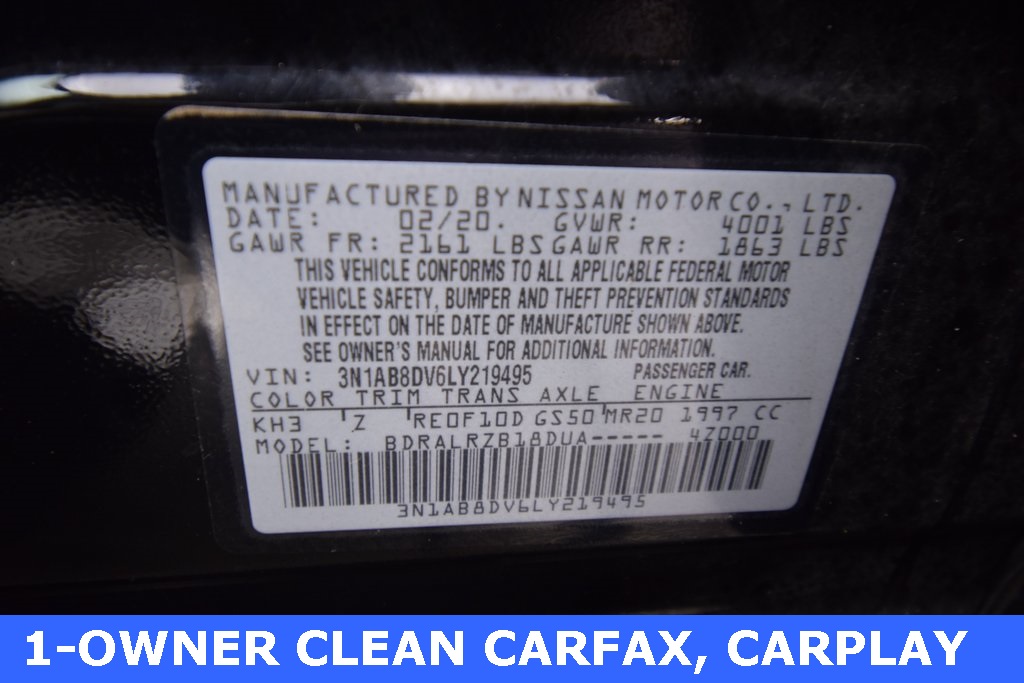 MANUFACTURED BY NISSAN MOTOR CO., LTD.
DATE: 02/20. GVWR: 4001 LBS
GAWR FR: 2161 LBS GAWR RR: 1863 LBS
THIS VEHICLE CONFORMS TO ALL APPLICABLE FEDERAL MOTOR
VEHICLE SAFETY, BUMPER AND THEFT PREVENTION STANDARDS
IN EFFECT ON THE DATE OF MANUFACTURE SHOWN ABOVE.
SEE OWNER'S MANUAL FOR ADDITIONAL INFORMATION.
VIN: 3N1AB8DV6LY219495 PASSENGER CAR.
COLOR TRIM TRANS AXLE ENGINE
KH3 Z RE0F10D GS50 MR20 1997 CC
MODEL: BDRALRZB18DUA----- 4Z000
3N1AB8DV6LY219495
1-OWNER CLEAN CARFAX, CARPLAY